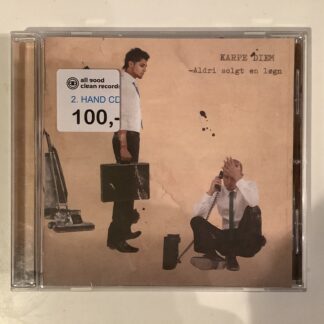 KARPE DIEM
-Aldri solgt en løgn
all good
clean records
2. HAND CD
100,-